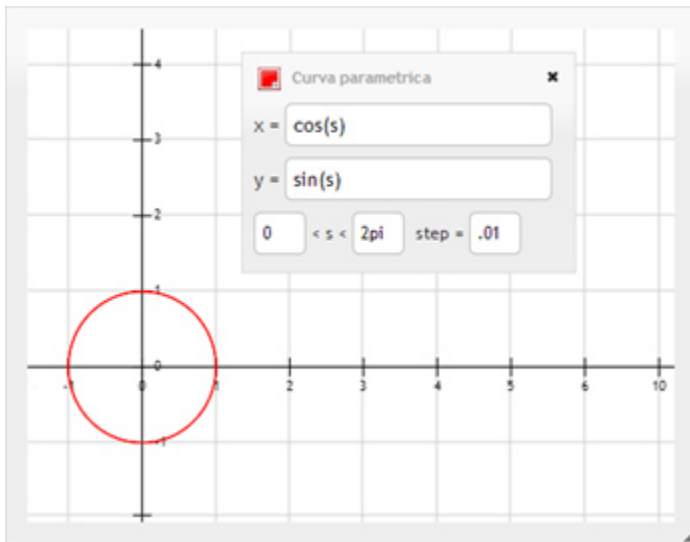 Curva parametrica ×
x = cos(s)
y = sin(s)
0 < s < 2pi step = .01
4
3
2
1
0
-1
-1 0 1 2 3 4 5 6 10